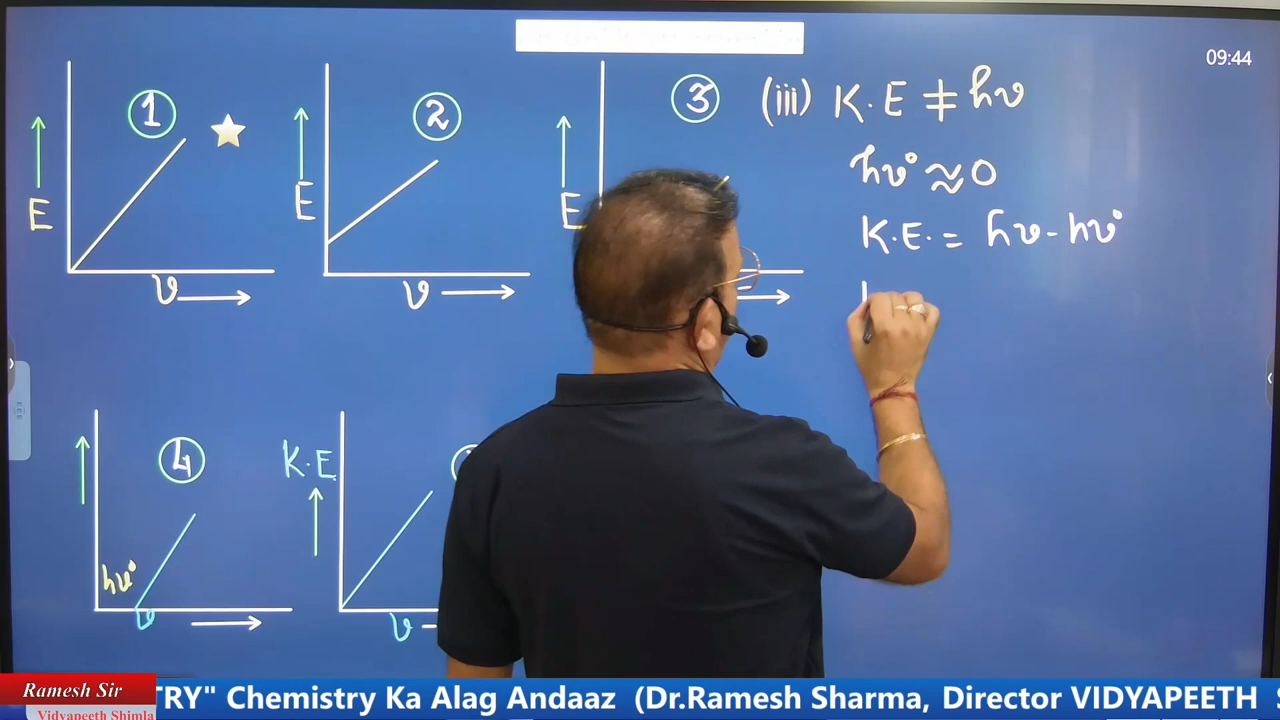 09:44
1
2
3
(iii) K.E ≠ hν
hν° ≈ 0
K.E. = hν - hν°
E
E
E
ν
ν
4
K.E.
hν°
ν
ν
Ramesh Sir
Vidyapeeth Shimla
TRY" Chemistry Ka Alag Andaaz (Dr.Ramesh Sharma, Director VIDYAPEETH